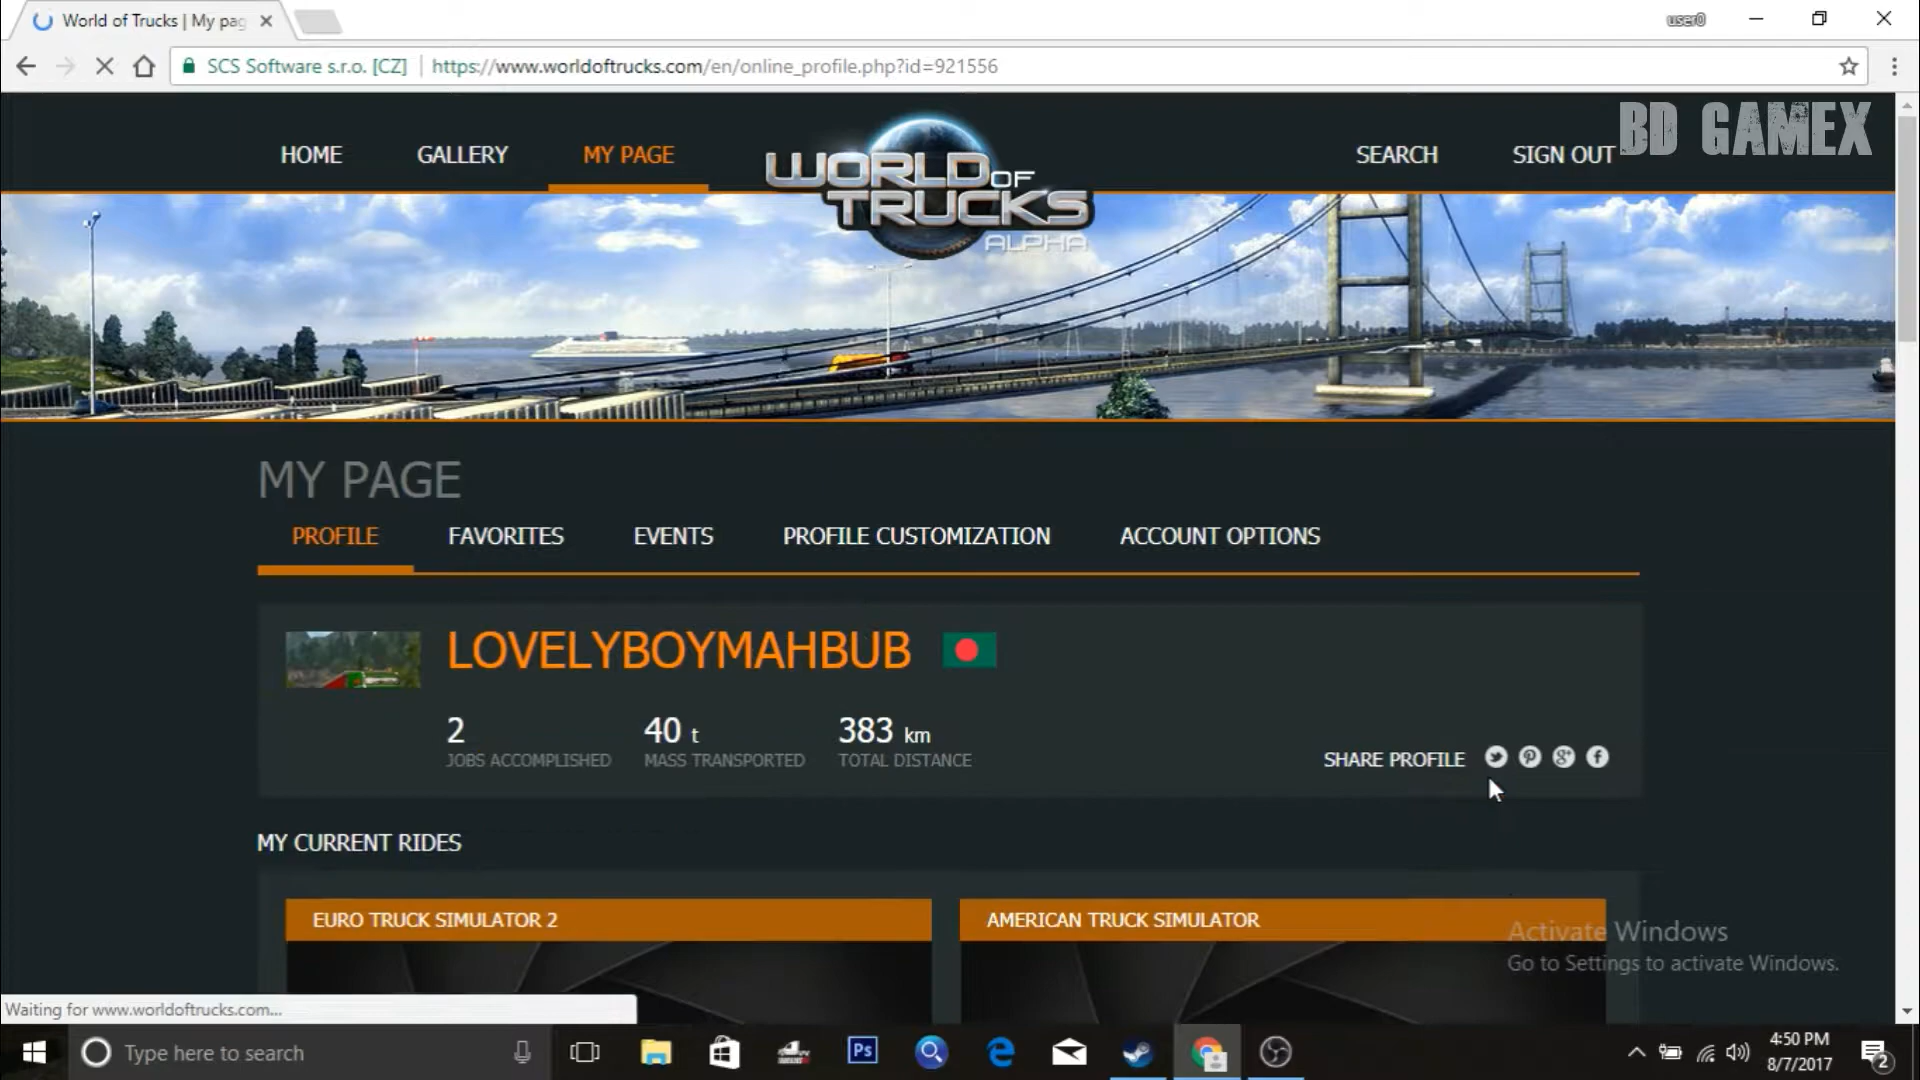 World of Trucks | My pag
user0
SCS Software s.r.o. [CZ] | https://www.worldoftrucks.com/en/online_profile.php?id=921556
BD GAMEX
HOME
GALLERY
MY PAGE
WORLD OF
TRUCKS
ALPHA
SEARCH
SIGN OUT
MY PAGE
PROFILE
FAVORITES
EVENTS
PROFILE CUSTOMIZATION
ACCOUNT OPTIONS
LOVELYBOYMAHBUB
2
JOBS ACCOMPLISHED
40 t
MASS TRANSPORTED
383 km
TOTAL DISTANCE
SHARE PROFILE
MY CURRENT RIDES
EURO TRUCK SIMULATOR 2
AMERICAN TRUCK SIMULATOR
Activate Windows
Go to Settings to activate Windows.
Waiting for www.worldoftrucks.com...
Type here to search
Ps
4:50 PM
8/7/2017
2